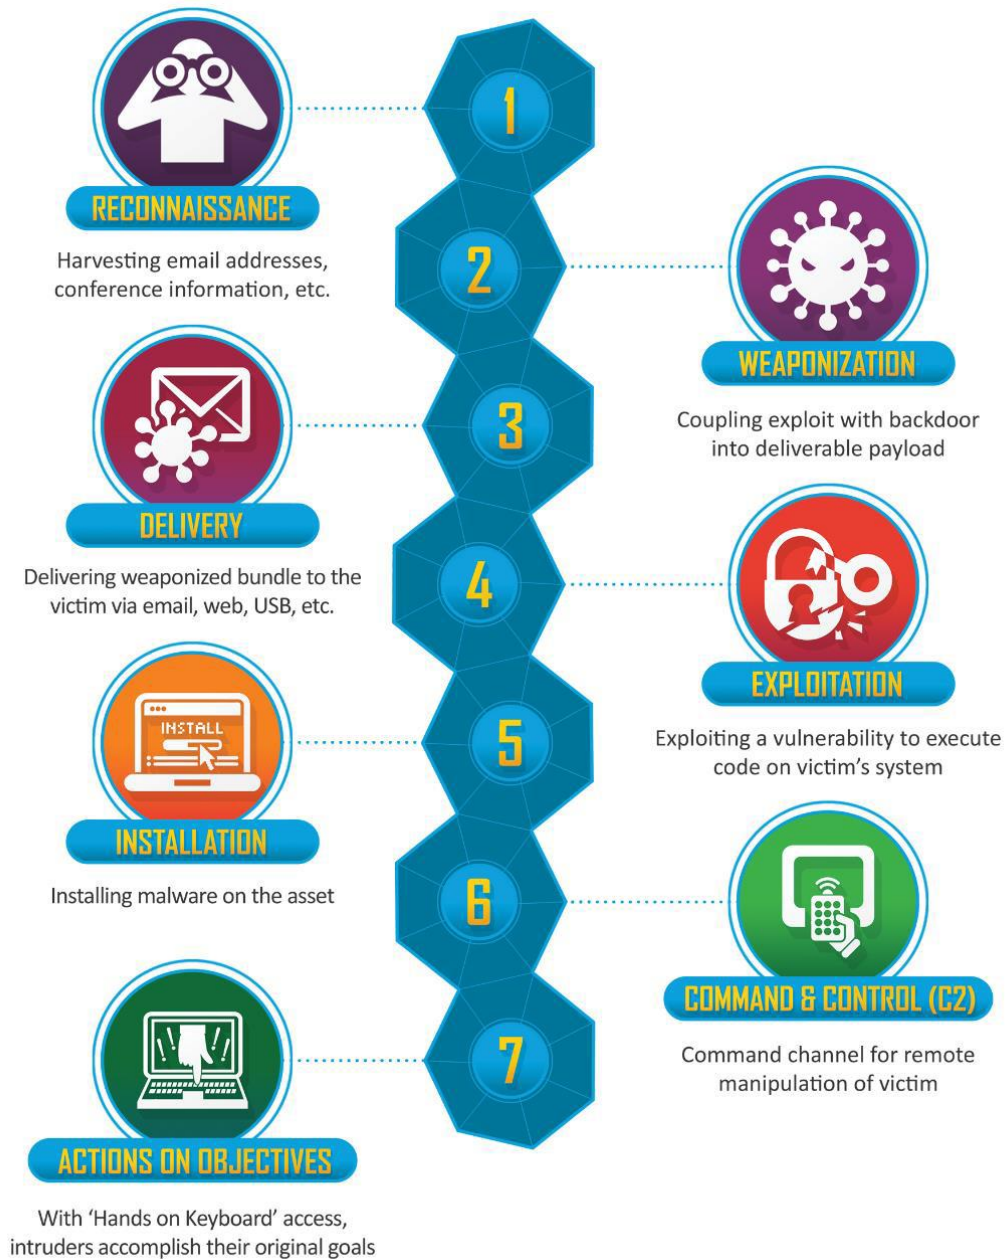 1
RECONNAISSANCE
Harvesting email addresses,
conference information, etc.
2
WEAPONIZATION
Coupling exploit with backdoor
into deliverable payload
3
DELIVERY
Delivering weaponized bundle to the
victim via email, web, USB, etc.
4
EXPLOITATION
Exploiting a vulnerability to execute
code on victim's system
5
INSTALL
INSTALLATION
Installing malware on the asset
6
COMMAND & CONTROL (C2)
Command channel for remote
manipulation of victim
7
ACTIONS ON OBJECTIVES
With ‘Hands on Keyboard’ access,
intruders accomplish their original goals